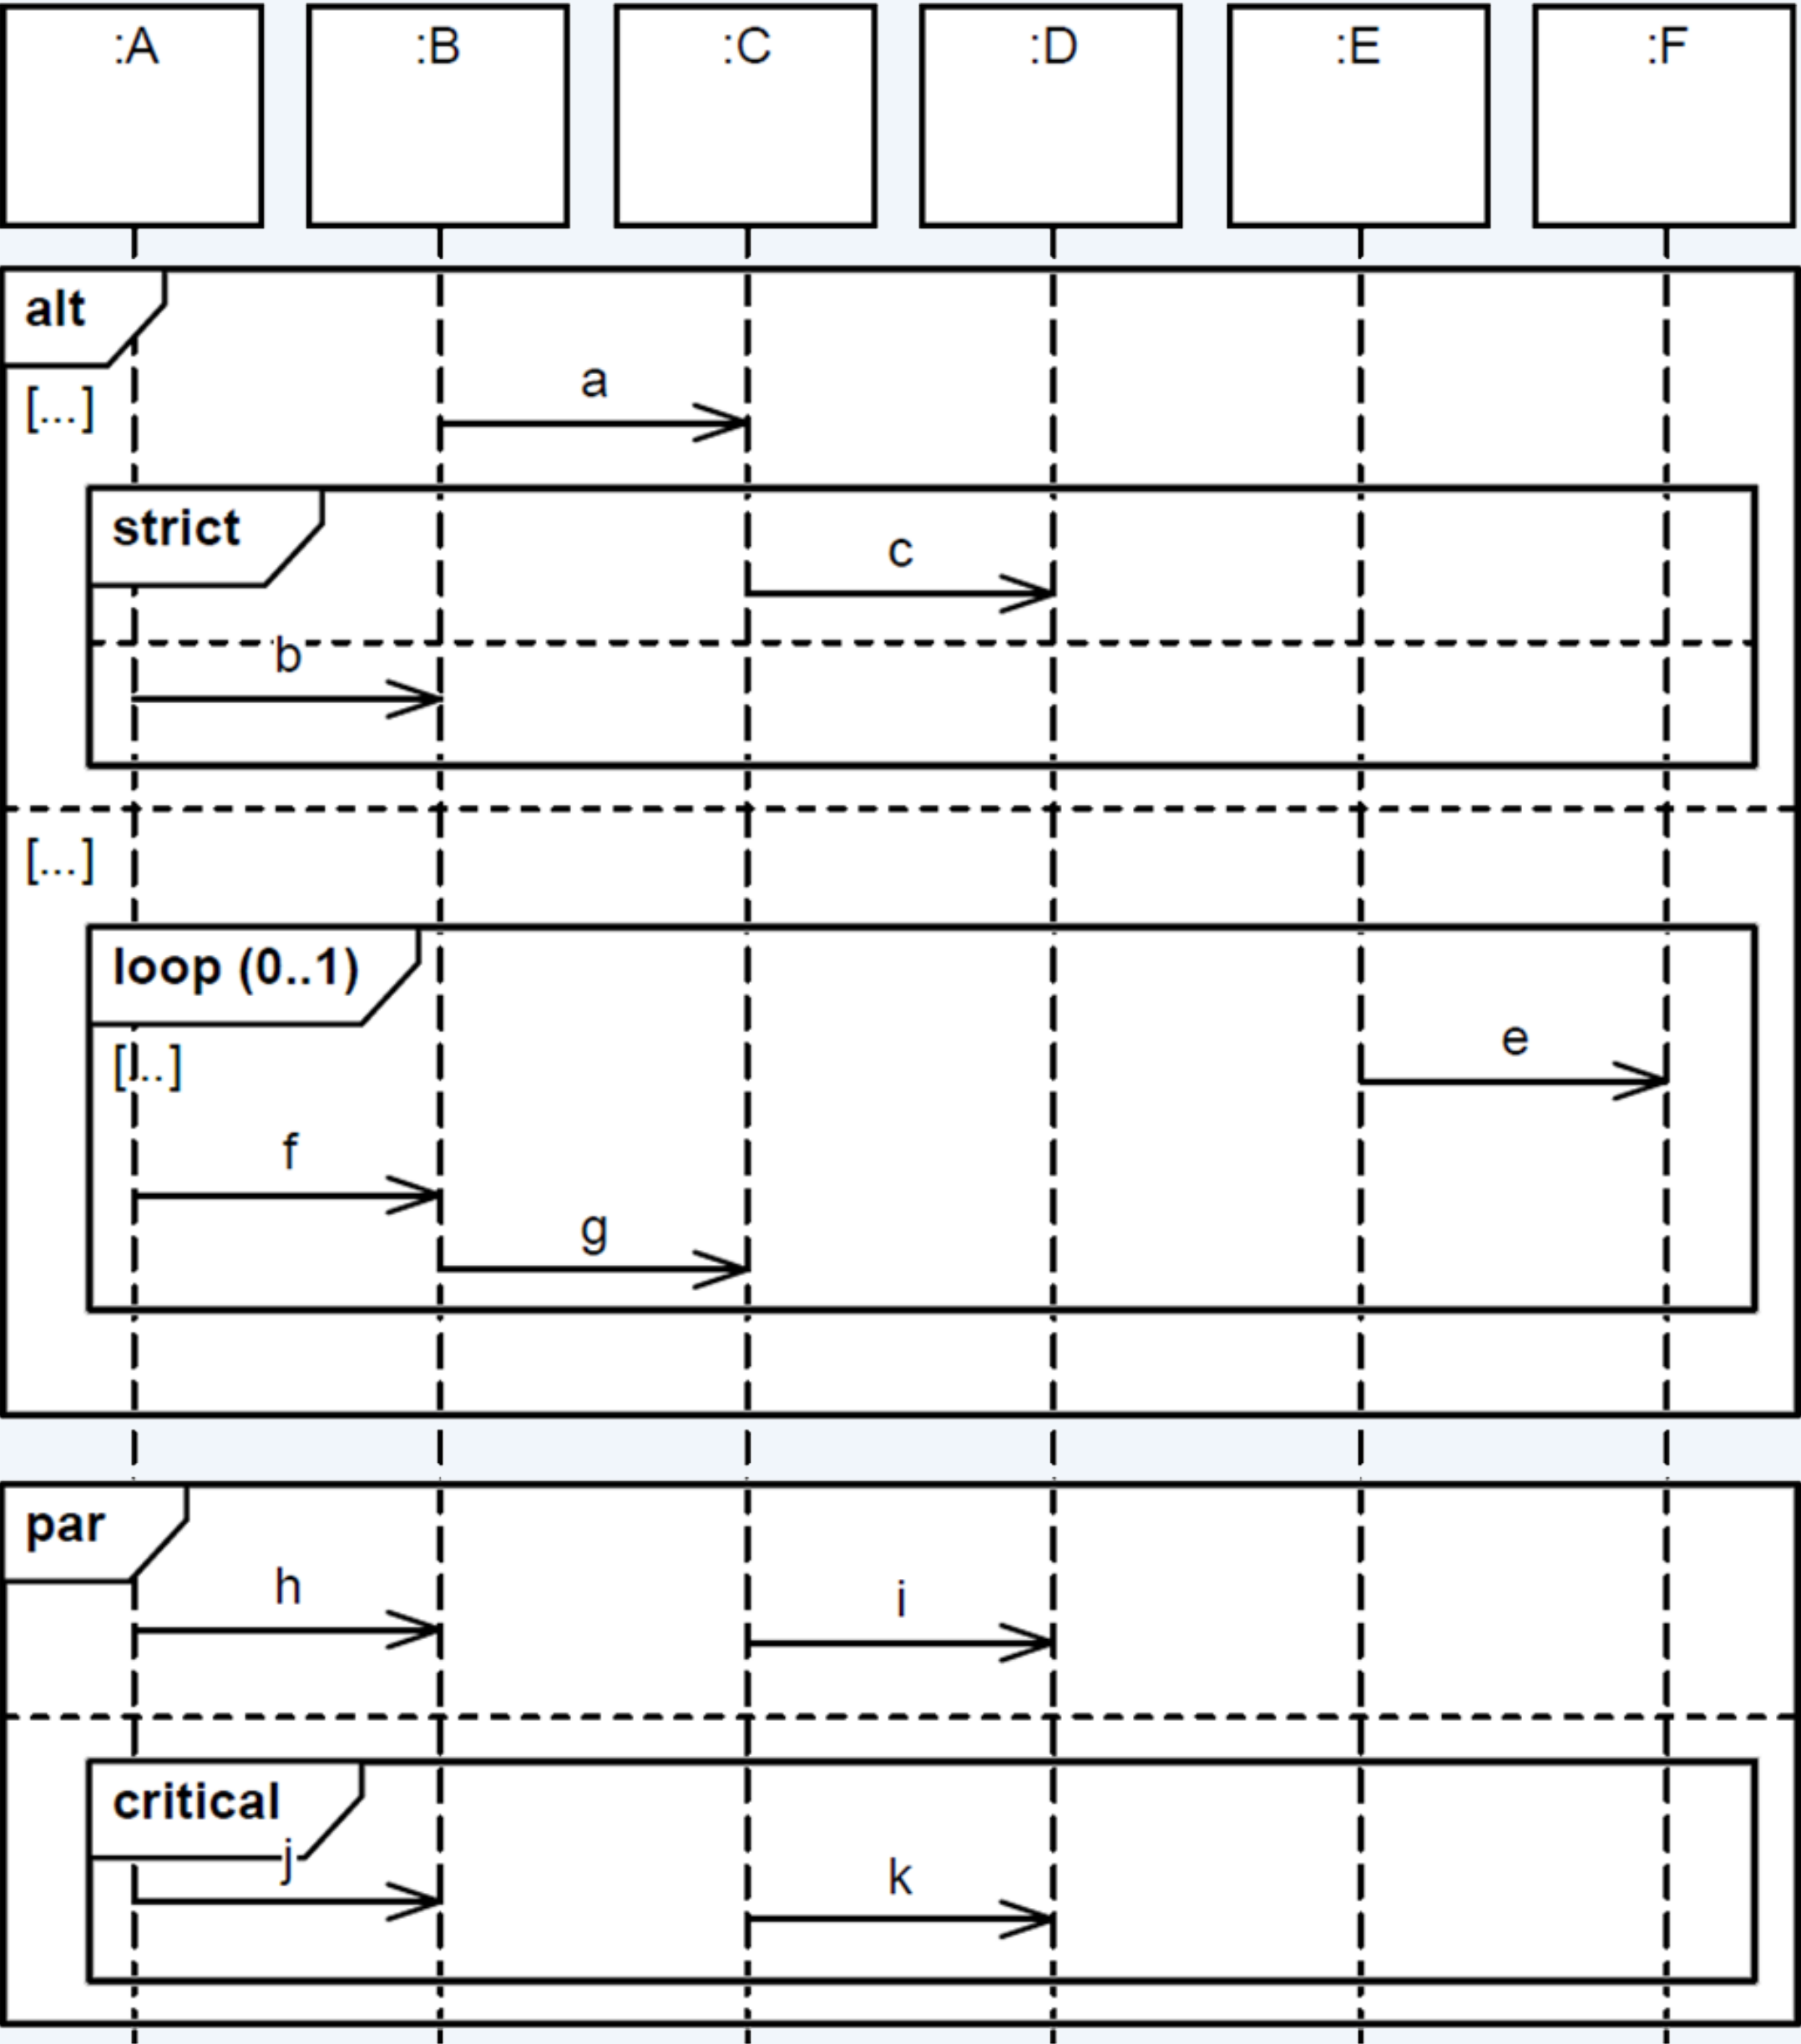 :A :B :C :D :E :F
alt
[...]
a
strict
c
b
[...]
loop (0..1)
[...]
e
f
g
par
h
i
critical
j
k